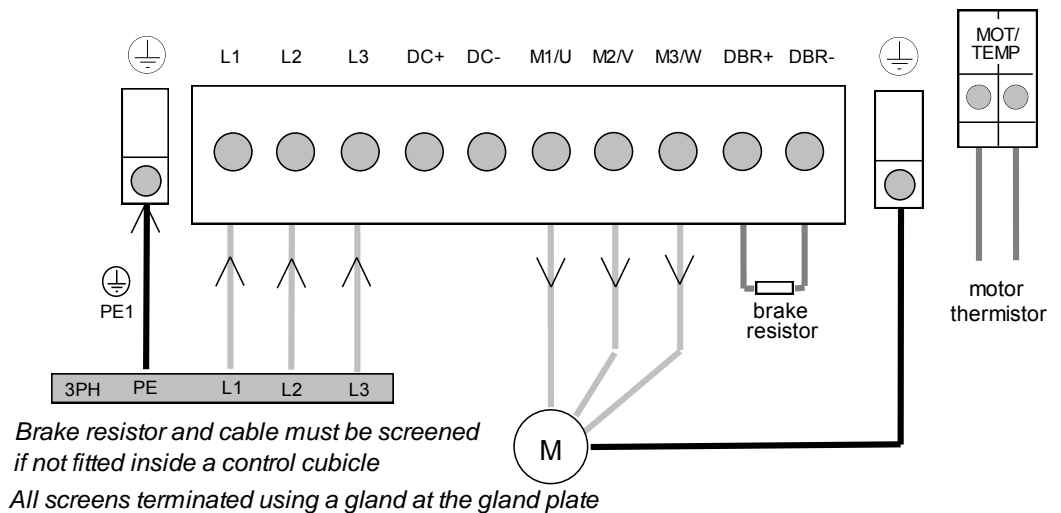 MOT/
TEMP
L1 L2 L3 DC+ DC- M1/U M2/V M3/W DBR+ DBR-
PE1
motor
thermistor
brake
resistor
3PH PE L1 L2 L3
M
Brake resistor and cable must be screened
if not fitted inside a control cubicle
All screens terminated using a gland at the gland plate